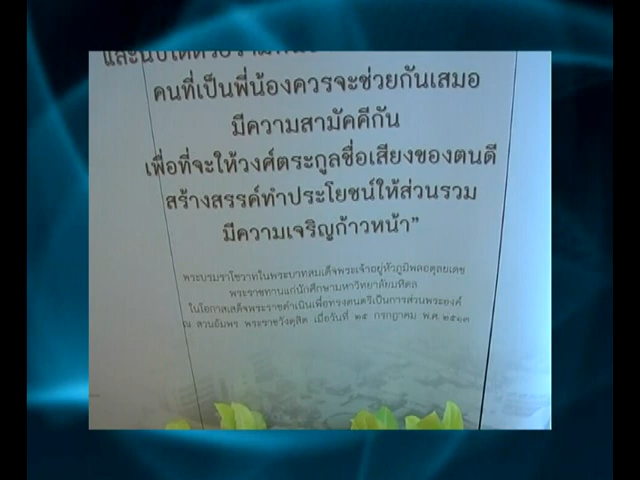 คนที่เป็นพี่น้องควรจะช่วยกันเสมอ
มีความสามัคคีกัน
เพื่อที่จะให้วงศ์ตระกูลชื่อเสียงของตนดี
สร้างสรรค์ทำประโยชน์ให้ส่วนรวม
มีความเจริญก้าวหน้า”
พระบรมราโชวาทในพระบาทสมเด็จพระเจ้าอยู่หัวภูมิพลอดุลยเดช
พระราชทานแก่นักศึกษามหาวิทยาลัยมหิดล
ในโอกาสเสด็จพระราชดำเนินเพื่อทรงดนตรีเป็นการส่วนพระองค์
ณ สวนอัมพร พระราชวังดุสิต เมื่อวันที่ ๒๕ กรกฎาคม พ.ศ. ๒๕๑๓